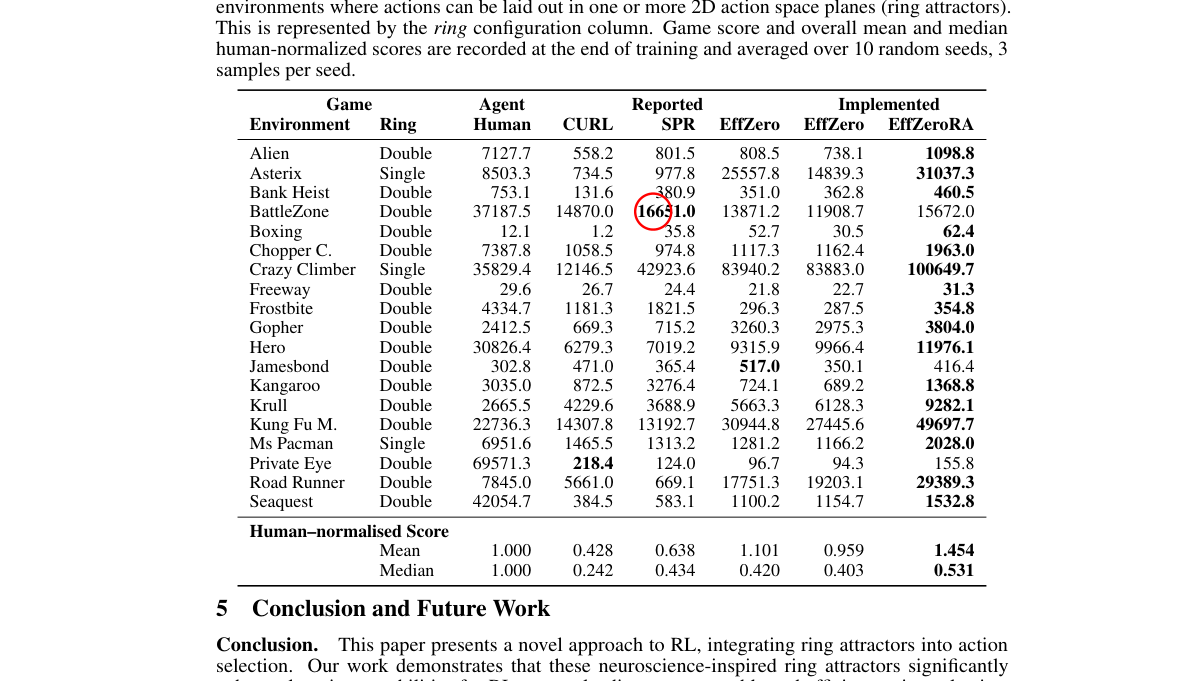 environments where actions can be laid out in one or more 2D action space planes (ring attractors).
This is represented by the ring configuration column. Game score and overall mean and median
human-normalized scores are recorded at the end of training and averaged over 10 random seeds, 3
samples per seed.
Game Agent Reported Implemented
Environment Ring Human CURL SPR EffZero EffZero EffZeroRA
Alien Double 7127.7 558.2 801.5 808.5 738.1 1098.8
Asterix Single 8503.3 734.5 977.8 25557.8 14839.3 31037.3
Bank Heist Double 753.1 131.6 380.9 351.0 362.8 460.5
BattleZone Double 37187.5 14870.0 16651.0 13871.2 11908.7 15672.0
Boxing Double 12.1 1.2 35.8 52.7 30.5 62.4
Chopper C. Double 7387.8 1058.5 974.8 1117.3 1162.4 1963.0
Crazy Climber Single 35829.4 12146.5 42923.6 83940.2 83883.0 100649.7
Freeway Double 29.6 26.7 24.4 21.8 22.7 31.3
Frostbite Double 4334.7 1181.3 1821.5 296.3 287.5 354.8
Gopher Double 2412.5 669.3 715.2 3260.3 2975.3 3804.0
Hero Double 30826.4 6279.3 7019.2 9315.9 9966.4 11976.1
Jamesbond Double 302.8 471.0 365.4 517.0 350.1 416.4
Kangaroo Double 3035.0 872.5 3276.4 724.1 689.2 1368.8
Krull Double 2665.5 4229.6 3688.9 5663.3 6128.3 9282.1
Kung Fu M. Double 22736.3 14307.8 13192.7 30944.8 27445.6 49697.7
Ms Pacman Single 6951.6 1465.5 1313.2 1281.2 1166.2 2028.0
Private Eye Double 69571.3 218.4 124.0 96.7 94.3 155.8
Road Runner Double 7845.0 5661.0 669.1 17751.3 19203.1 29389.3
Seaquest Double 42054.7 384.5 583.1 1100.2 1154.7 1532.8
Human–normalised Score
Mean 1.000 0.428 0.638 1.101 0.959 1.454
Median 1.000 0.242 0.434 0.420 0.403 0.531
5 Conclusion and Future Work
Conclusion. This paper presents a novel approach to RL, integrating ring attractors into action
selection. Our work demonstrates that these neuroscience-inspired ring attractors significantly